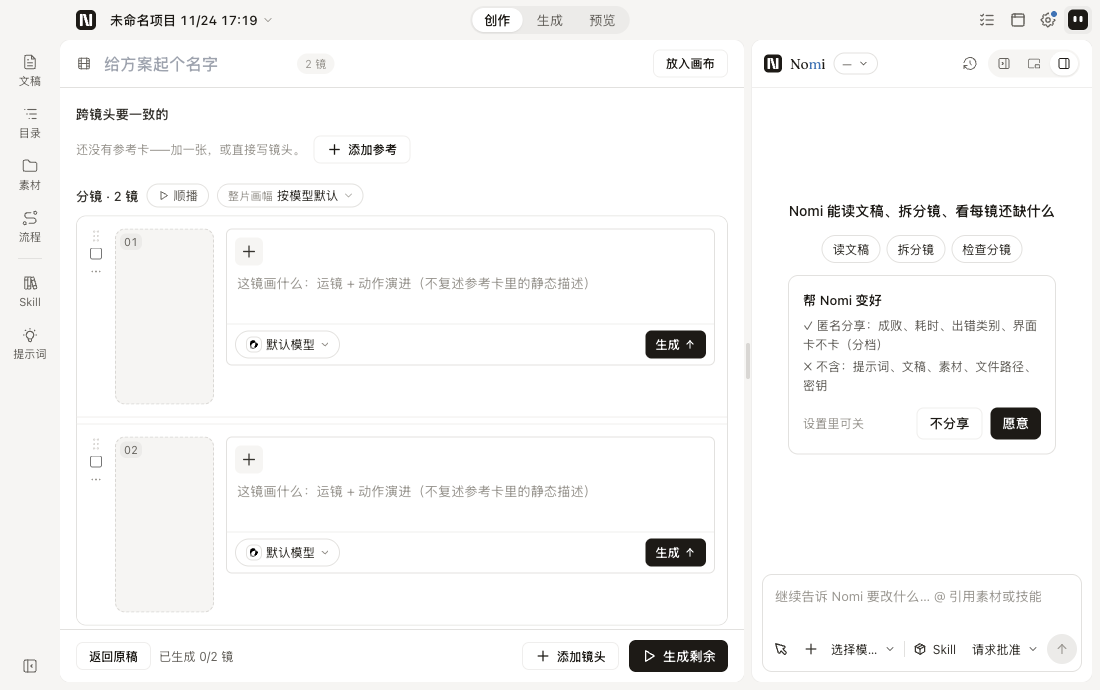 未命名项目 11/24 17:19
创作
生成
预览
文稿
目录
素材
流程
Skill
提示词
给方案起个名字
2 镜
放入画布
跨镜头要一致的
还没有参考卡——加一张，或直接写镜头。
添加参考
分镜 · 2 镜
顺播
整片画幅 按模型默认
01
这镜画什么：运镜 + 动作演进（不复述参考卡里的静态描述）
默认模型
生成
02
这镜画什么：运镜 + 动作演进（不复述参考卡里的静态描述）
默认模型
生成
返回原稿
已生成 0/2 镜
添加镜头
生成剩余
Nomi
—
Nomi 能读文稿、拆分镜、看每镜还缺什么
读文稿
拆分镜
检查分镜
帮 Nomi 变好
✓ 匿名分享：成败、耗时、出错类别、界面
卡不卡（分档）
✕ 不含：提示词、文稿、素材、文件路径、
密钥
设置里可关
不分享
愿意
继续告诉 Nomi 要改什么... @ 引用素材或技能
选择模...
Skill
请求批准